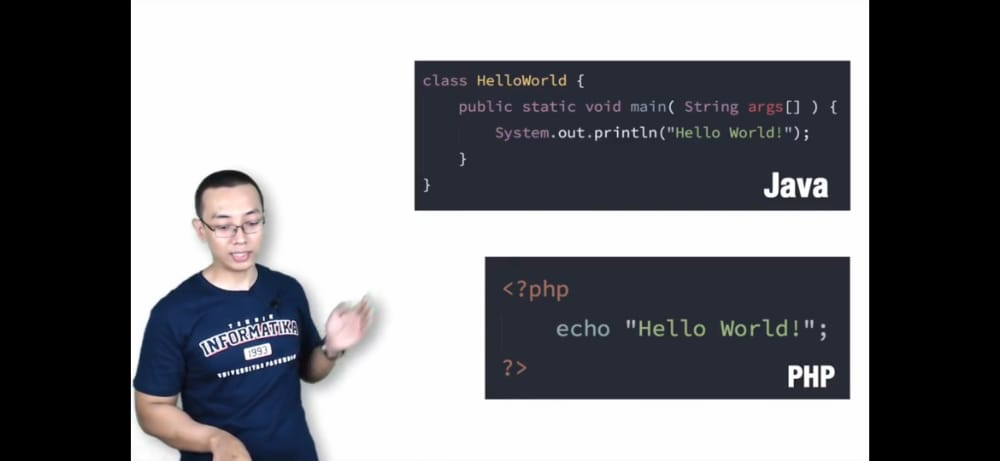 class HelloWorld {
public static void main( String args[] ) {
System.out.println("Hello World!");
}
}
Java
<?php
echo "Hello World!";
?>
PHP
TEKNIK
INFORMATIKA
1993
UNIVERSITAS PASUNDAN